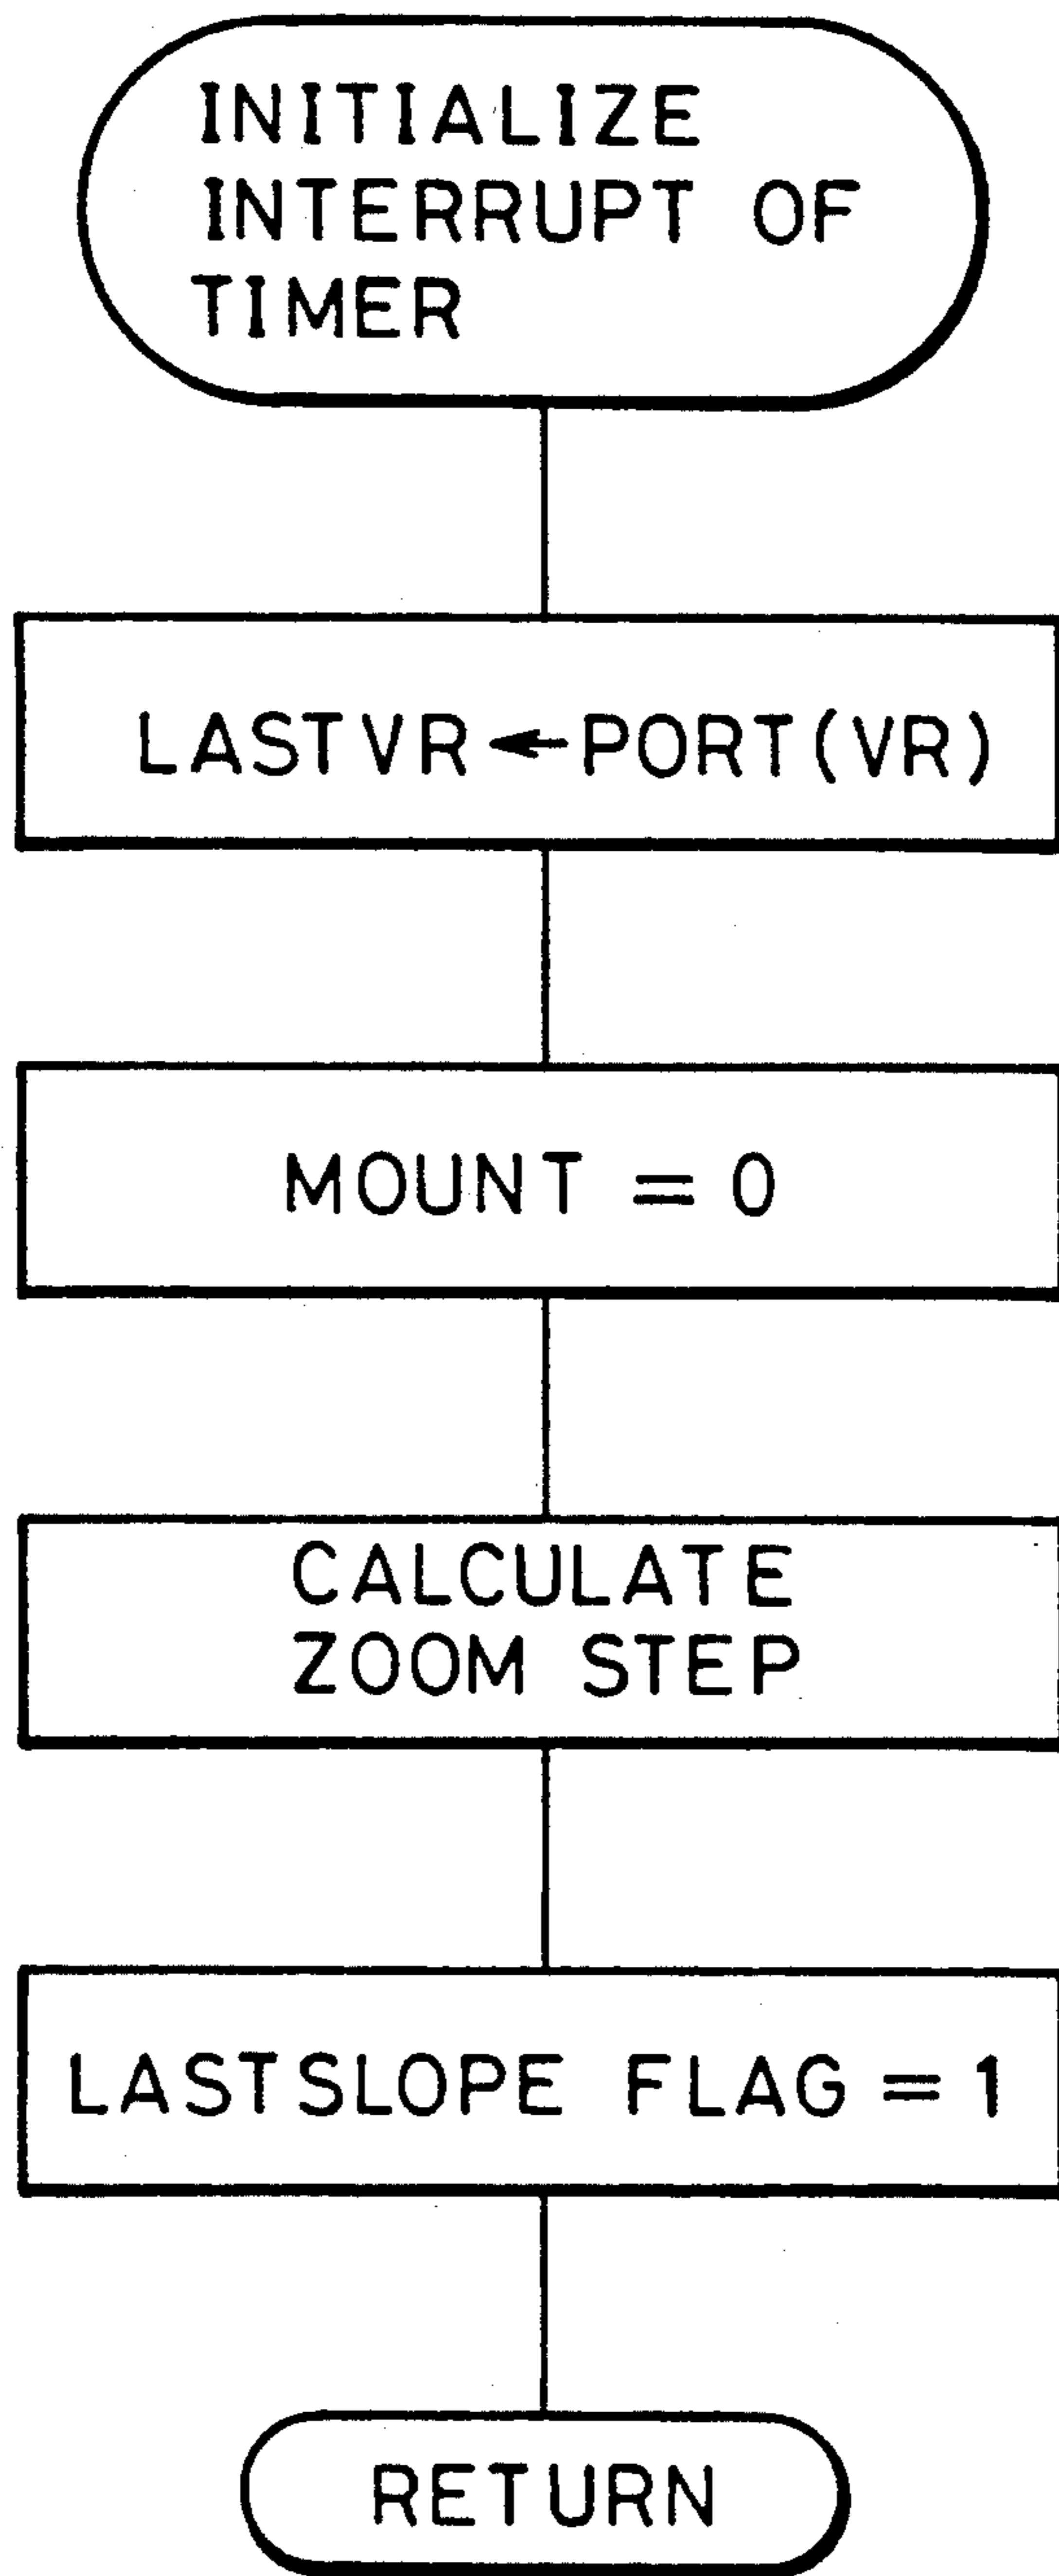 INITIALIZE
INTERRUPT OF
TIMER
LASTVR←PORT(VR)
MOUNT = 0
CALCULATE
ZOOM STEP
LASTSLOPE FLAG = 1
RETURN